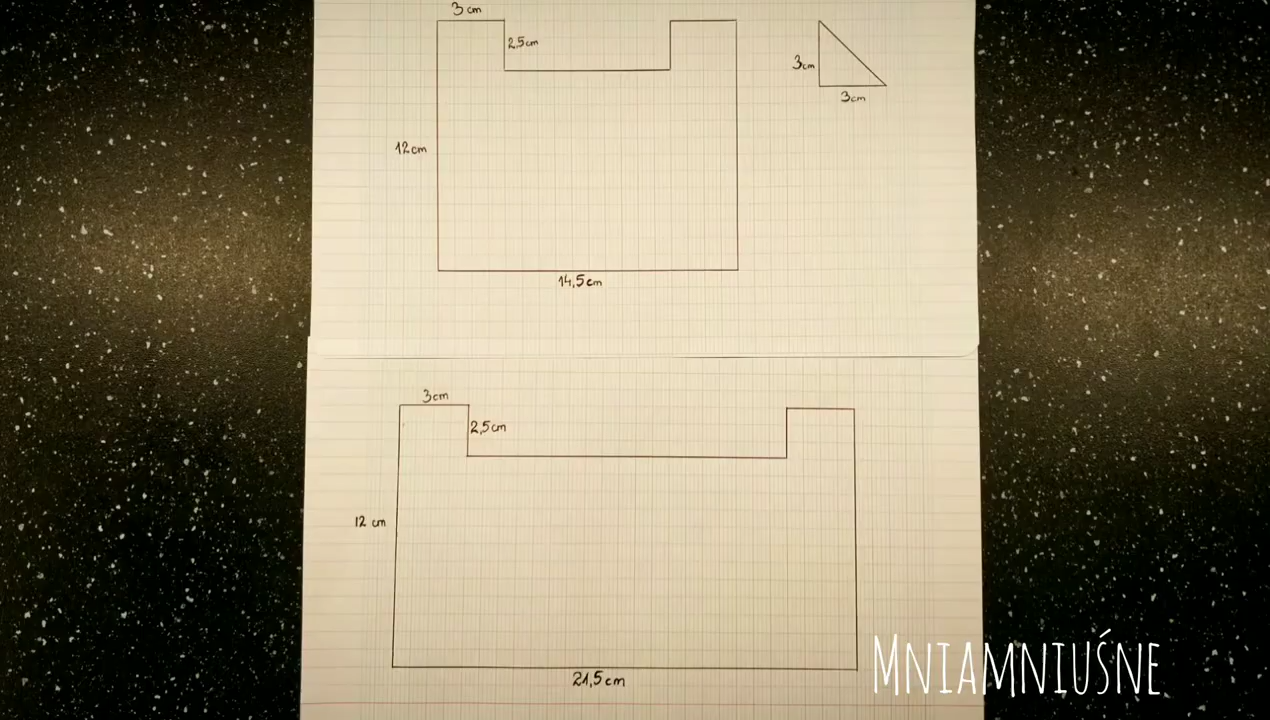 3 cm
2,5cm
3cm
3cm
12cm
14,5cm
3cm
2,5cm
12 cm
21,5cm
MNIAMNIUŚNE